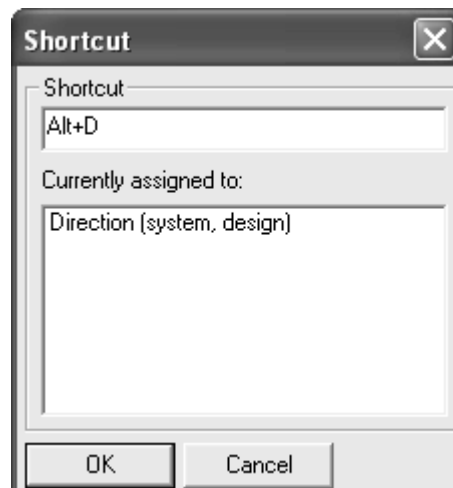 Shortcut
Shortcut
Alt+D
Currently assigned to:
Direction (system, design)
OK Cancel